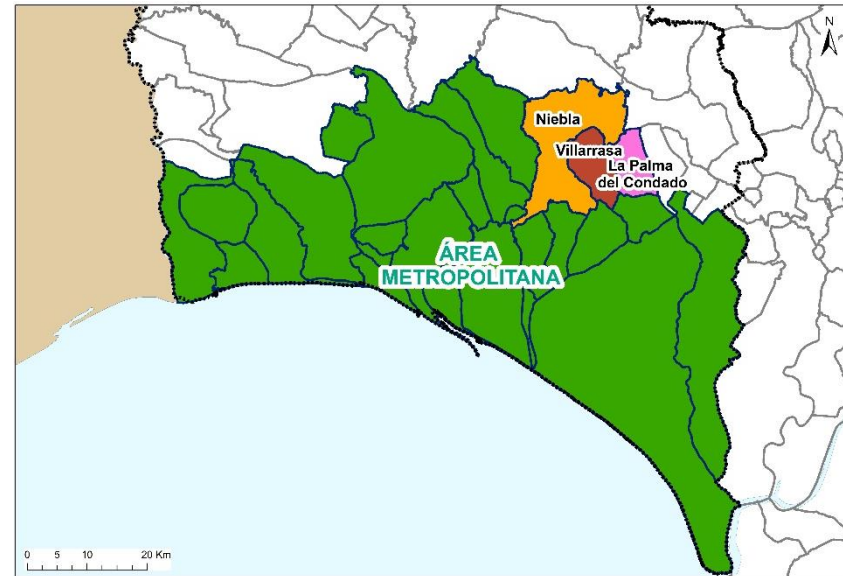 N
Niebla
Villarrasa
La Palma
del Condado
ÁREA
METROPOLITANA
0 5 10 20 Km